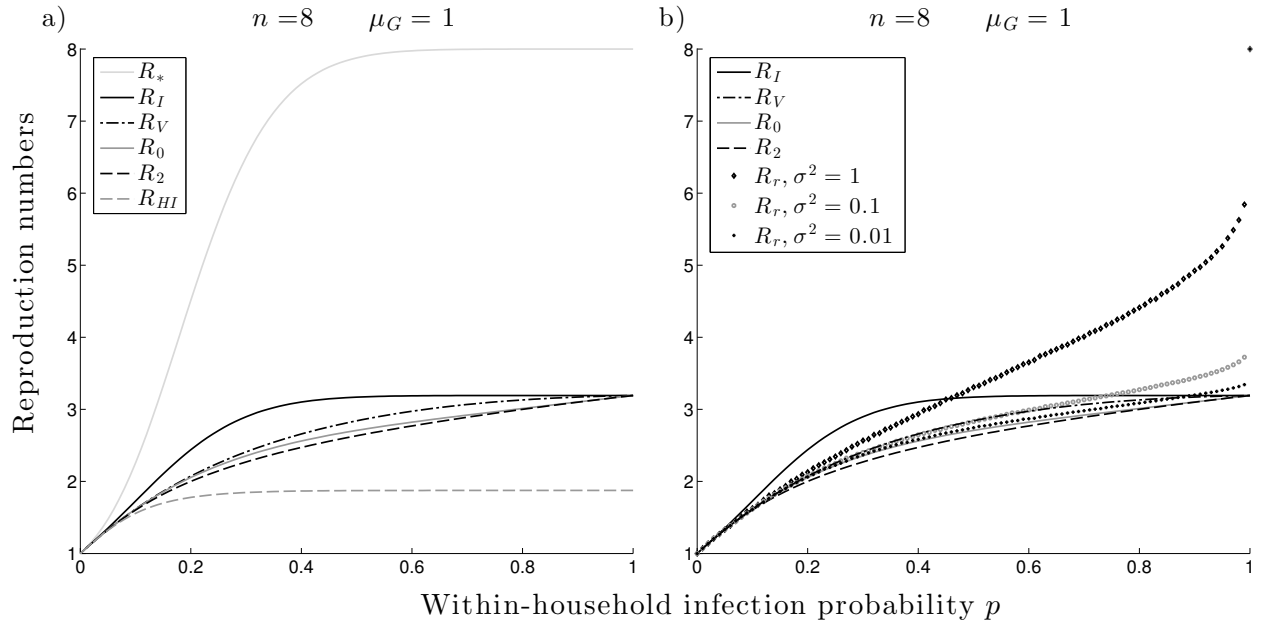 a)
n =8 μ_G = 1
8
7
6
5
4
3
2
1
0 0.2 0.4 0.6 0.8 1
R_*
R_I
R_V
R_0
R_2
R_HI
Reproduction numbers
b)
n =8 μ_G = 1
8
7
6
5
4
3
2
1
0 0.2 0.4 0.6 0.8 1
R_I
R_V
R_0
R_2
R_r, σ² = 1
R_r, σ² = 0.1
R_r, σ² = 0.01
Within-household infection probability p